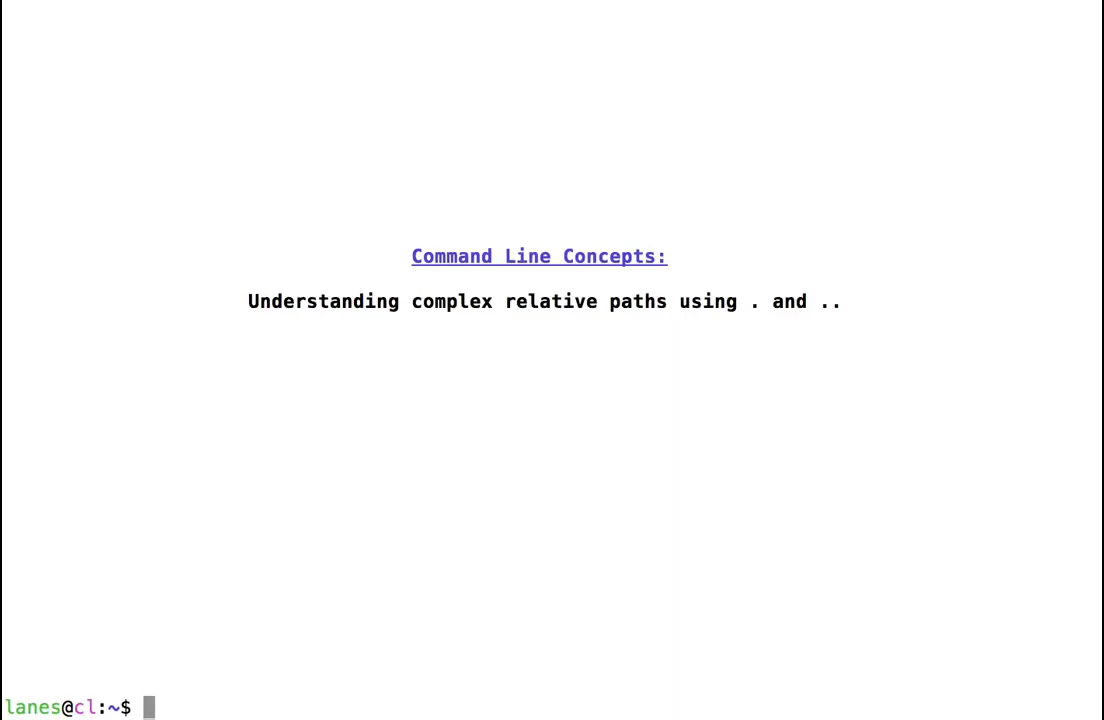 Command Line Concepts:
Understanding complex relative paths using . and ..
lanes@cl:~$